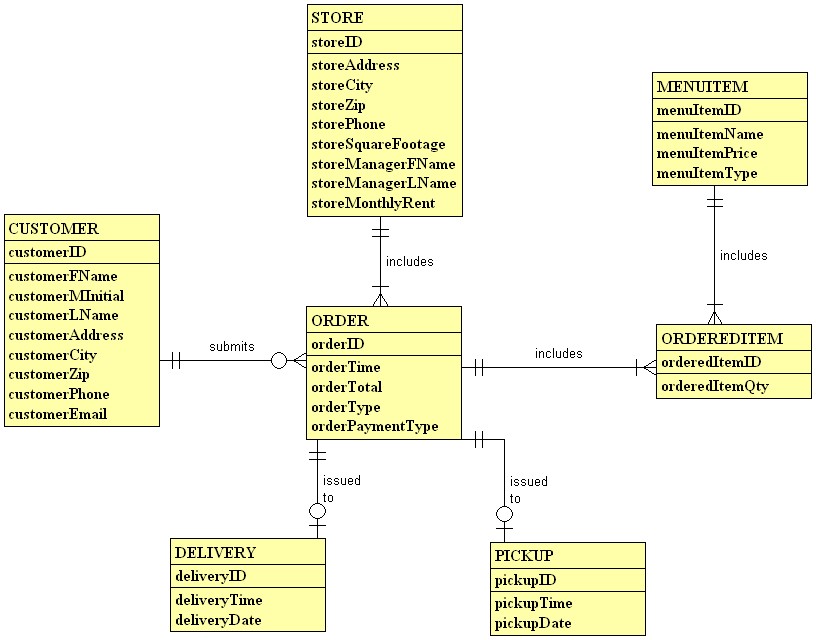 STORE
storeID
storeAddress
storeCity
storeZip
storePhone
storeSquareFootage
storeManagerFName
storeManagerLName
storeMonthlyRent
MENUITEM
menuItemID
menuItemName
menuItemPrice
menuItemType
CUSTOMER
customerID
customerFName
customerMInitial
customerLName
customerAddress
customerCity
customerZip
customerPhone
customerEmail
includes
includes
submits
ORDER
orderID
orderTime
orderTotal
orderType
orderPaymentType
includes
ORDEREDITEM
orderedItemID
orderedItemQty
issued
to
issued
to
DELIVERY
deliveryID
deliveryTime
deliveryDate
PICKUP
pickupID
pickupTime
pickupDate